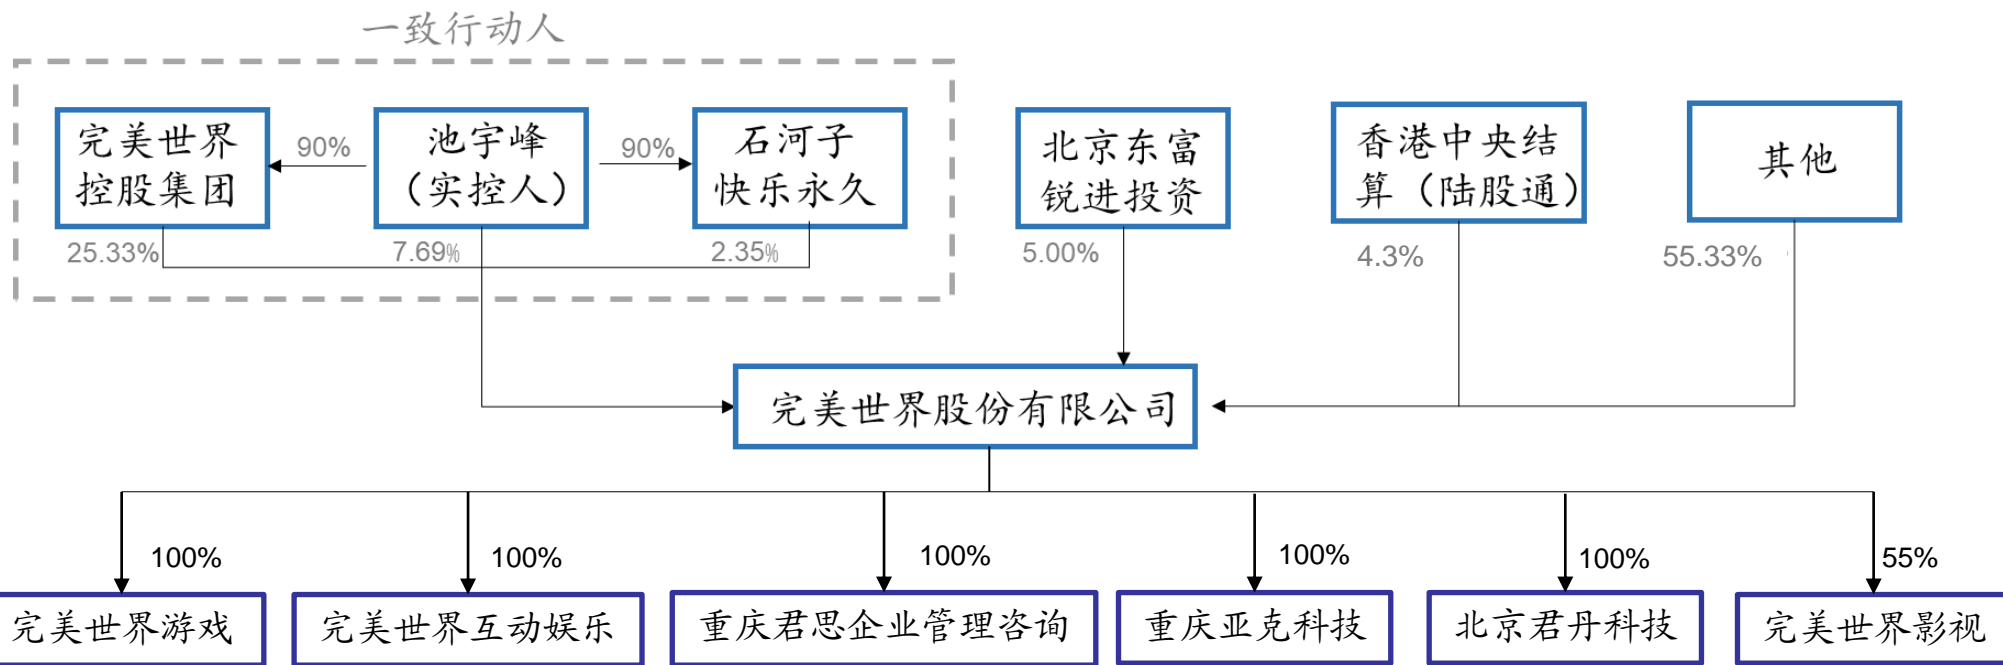 一致行动人
完美世界
控股集团
90%
池宇峰
（实控人）
90%
石河子
快乐永久
北京东富
锐进投资
香港中央结
算（陆股通）
其他
25.33%
7.69%
2.35%
5.00%
4.3%
55.33%
完美世界股份有限公司
100%
100%
100%
100%
100%
55%
完美世界游戏
完美世界互动娱乐
重庆君思企业管理咨询
重庆亚克科技
北京君丹科技
完美世界影视